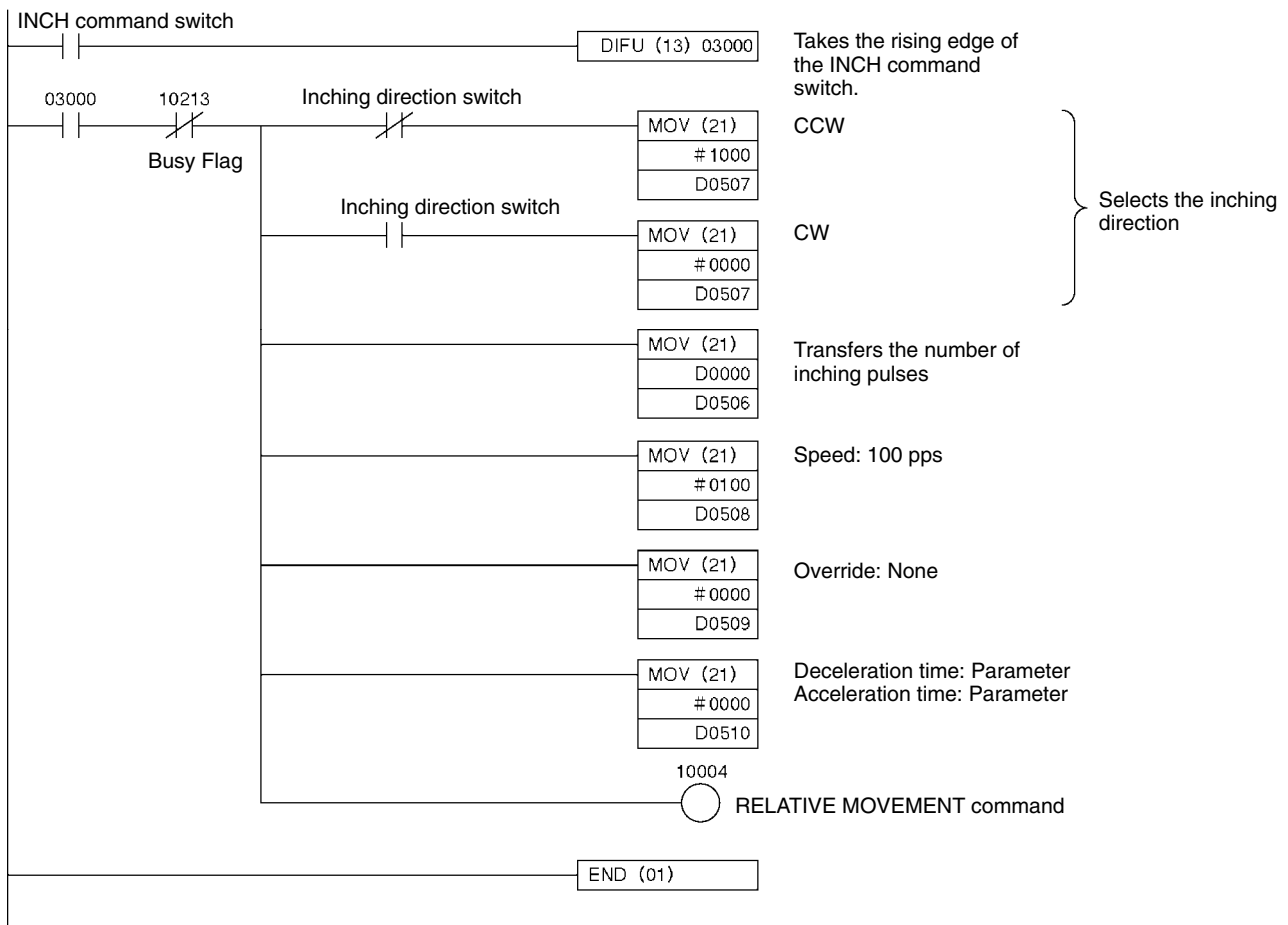 INCH command switch
DIFU (13) 03000
Takes the rising edge of
the INCH command
switch.
03000
10213
Busy Flag
Inching direction switch
MOV (21)
#1000
D0507
CCW
Inching direction switch
MOV (21)
#0000
D0507
CW
Selects the inching
direction
MOV (21)
D0000
D0506
Transfers the number of
inching pulses
MOV (21)
#0100
D0508
Speed: 100 pps
MOV (21)
#0000
D0509
Override: None
MOV (21)
#0000
D0510
Deceleration time: Parameter
Acceleration time: Parameter
10004
RELATIVE MOVEMENT command
END (01)